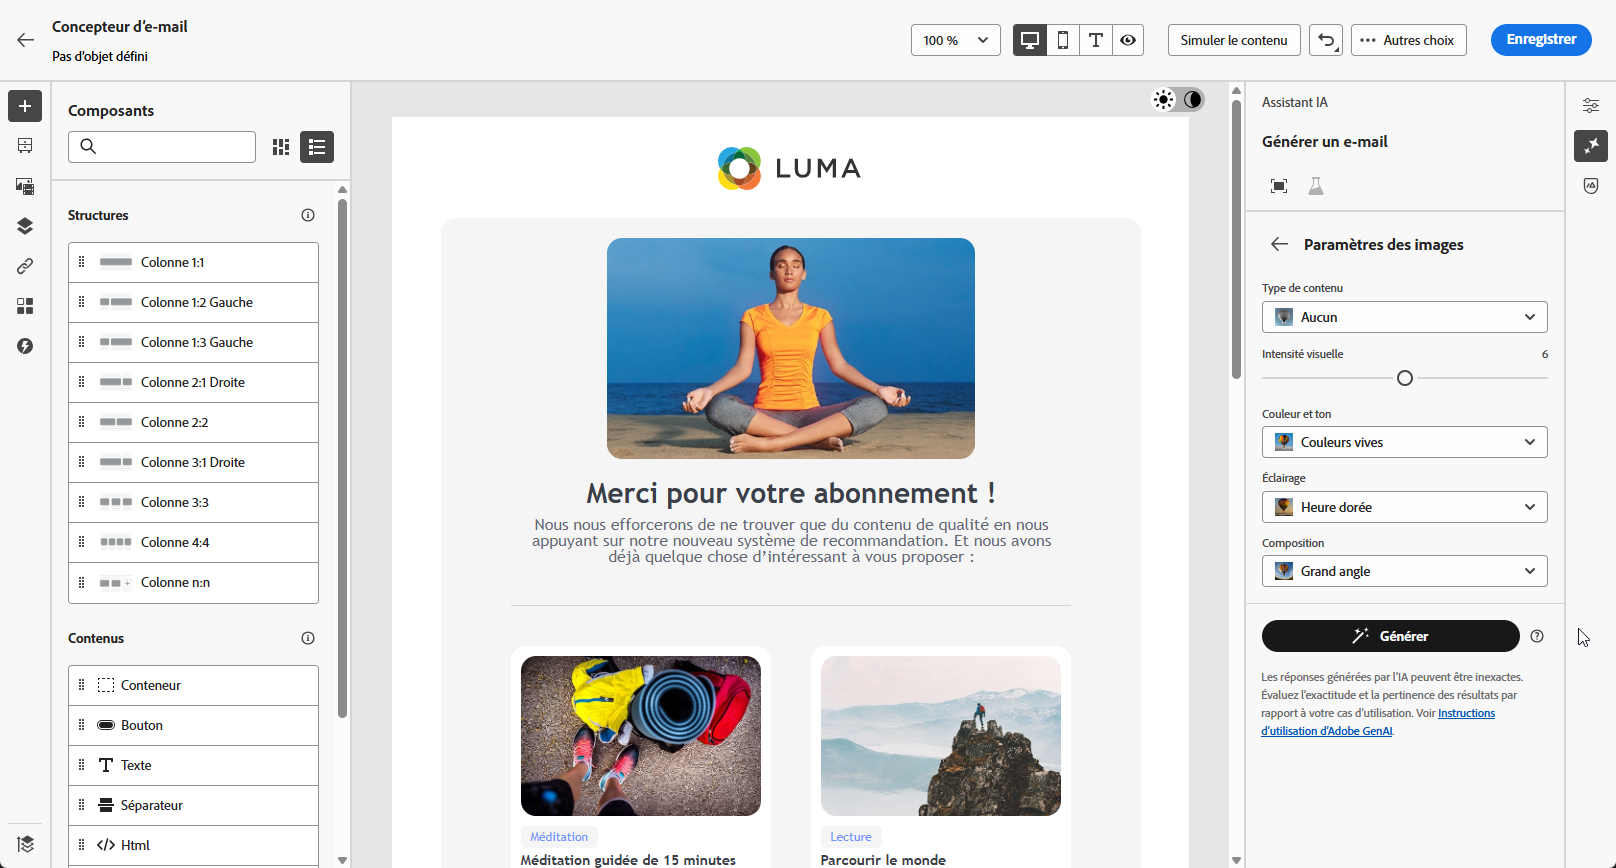 Concepteur d'e-mail
Pas d'objet défini
100 %
Simuler le contenu
Autres choix
Enregistrer
Composants
Structures
Colonne 1:1
Colonne 1:2 Gauche
Colonne 1:3 Gauche
Colonne 2:1 Droite
Colonne 2:2
Colonne 3:1 Droite
Colonne 3:3
Colonne 4:4
Colonne n:n
Contenus
Conteneur
Bouton
Texte
Séparateur
Html
LUMA
Merci pour votre abonnement !
Nous nous efforcerons de ne trouver que du contenu de qualité en nous
appuyant sur notre nouveau système de recommandation. Et nous avons
déjà quelque chose d'intéressant à vous proposer :
Méditation
Méditation guidée de 15 minutes
Lecture
Parcourir le monde
Assistant IA
Générer un e-mail
Paramètres des images
Type de contenu
Aucun
Intensité visuelle 6
Couleur et ton
Couleurs vives
Éclairage
Heure dorée
Composition
Grand angle
Générer
Les réponses générées par l'IA peuvent être inexactes.
Évaluez l'exactitude et la pertinence des résultats par
rapport à votre cas d'utilisation. Voir Instructions
d'utilisation d'Adobe GenAI.